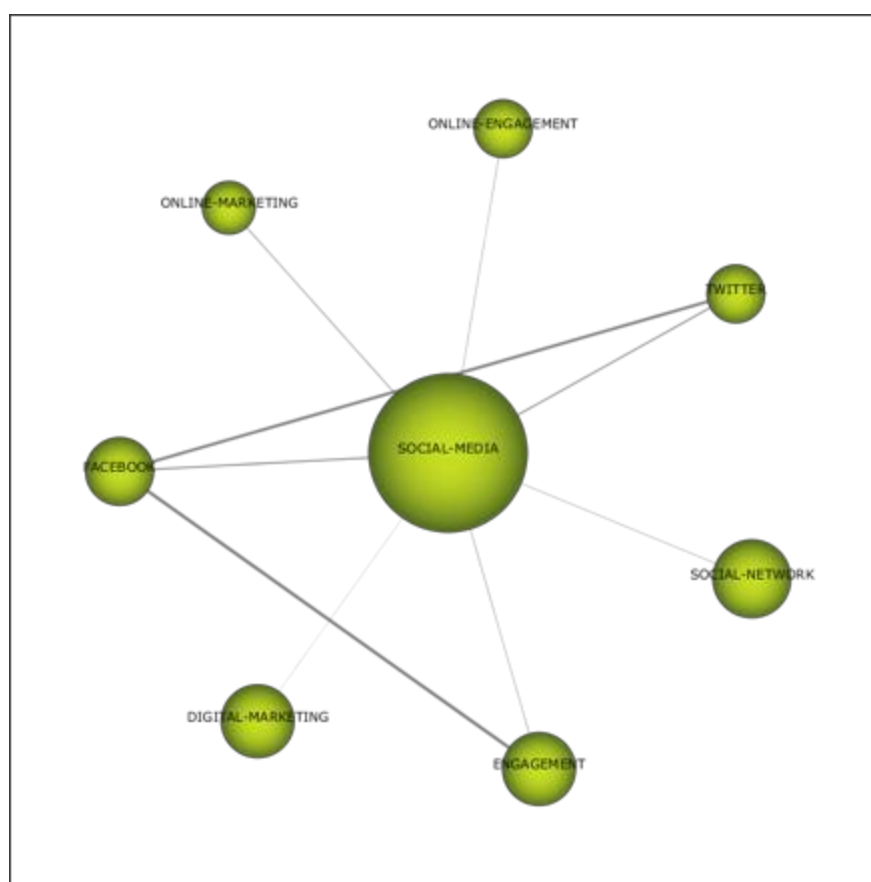 ONLINE-ENGAGEMENT
ONLINE-MARKETING
TWITTER
SOCIAL-MEDIA
FACEBOOK
SOCIAL-NETWORK
DIGITAL-MARKETING
ENGAGEMENT